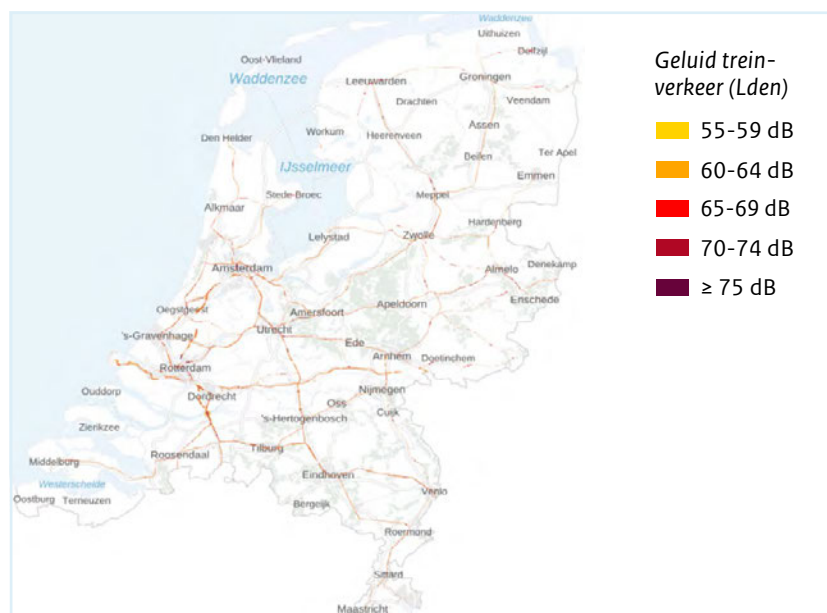 Waddenzee
Uithuizen
Delfzijl
Oost-Vlieland
Waddenzee
Leeuwarden
Groningen
Drachten
Veendam
Den Helder
Workum
Heerenveen
Assen
IJsselmeer
Beilen
Ter Apel
Emmen
Stede-Broec
Meppel
Alkmaar
Hardenberg
Lelystad
Zwolle
Amsterdam
Almelo
Denekamp
Oegstgeest
Amersfoort
Apeldoorn
Enschede
's-Gravenhage
Utrecht
Ede
Arnhem
Doetinchem
Rotterdam
Ouddorp
Dordrecht
Nijmegen
Oss
Cuijk
Zierikzee
's-Hertogenbosch
Middelburg
Roosendaal
Tilburg
Westerschelde
Eindhoven
Oostburg
Terneuzen
Bergeijk
Venlo
Roermond
Sittard
Maastricht
Geluid trein-
verkeer (Lden)
55-59 dB
60-64 dB
65-69 dB
70-74 dB
≥ 75 dB